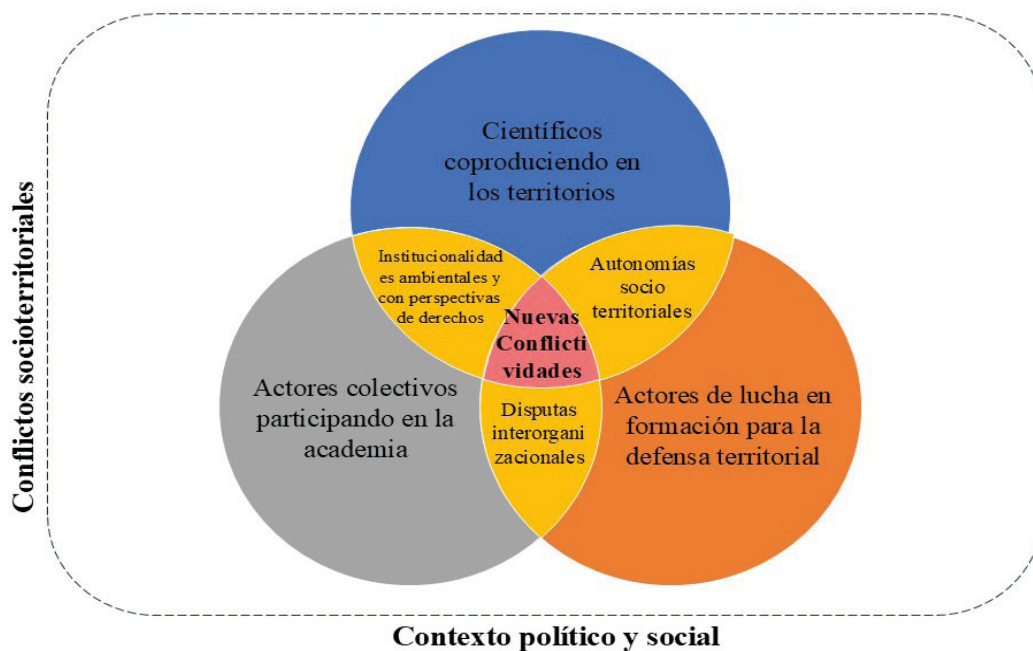 Científicos
coproduciendo en
los territorios
Institucionalidad
es ambientales y
con perspectivas
de derechos
Autonomías
socio
territoriales
Nuevas
Conflicti
vidades
Actores colectivos
participando en la
academia
Disputas
interorgani
zacionales
Actores de lucha en
formación para la
defensa territorial
Conflictos socioterritoriales
Contexto político y social